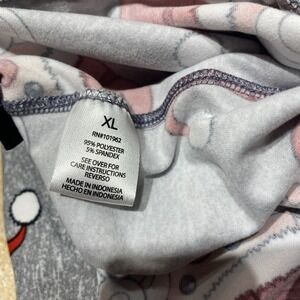 XL
RN#101962
95% POLYESTER
5% SPANDEX
SEE OVER FOR
CARE INSTRUCTIONS
REVERSO
MADE IN INDONESIA
HECHO EN INDONESIA